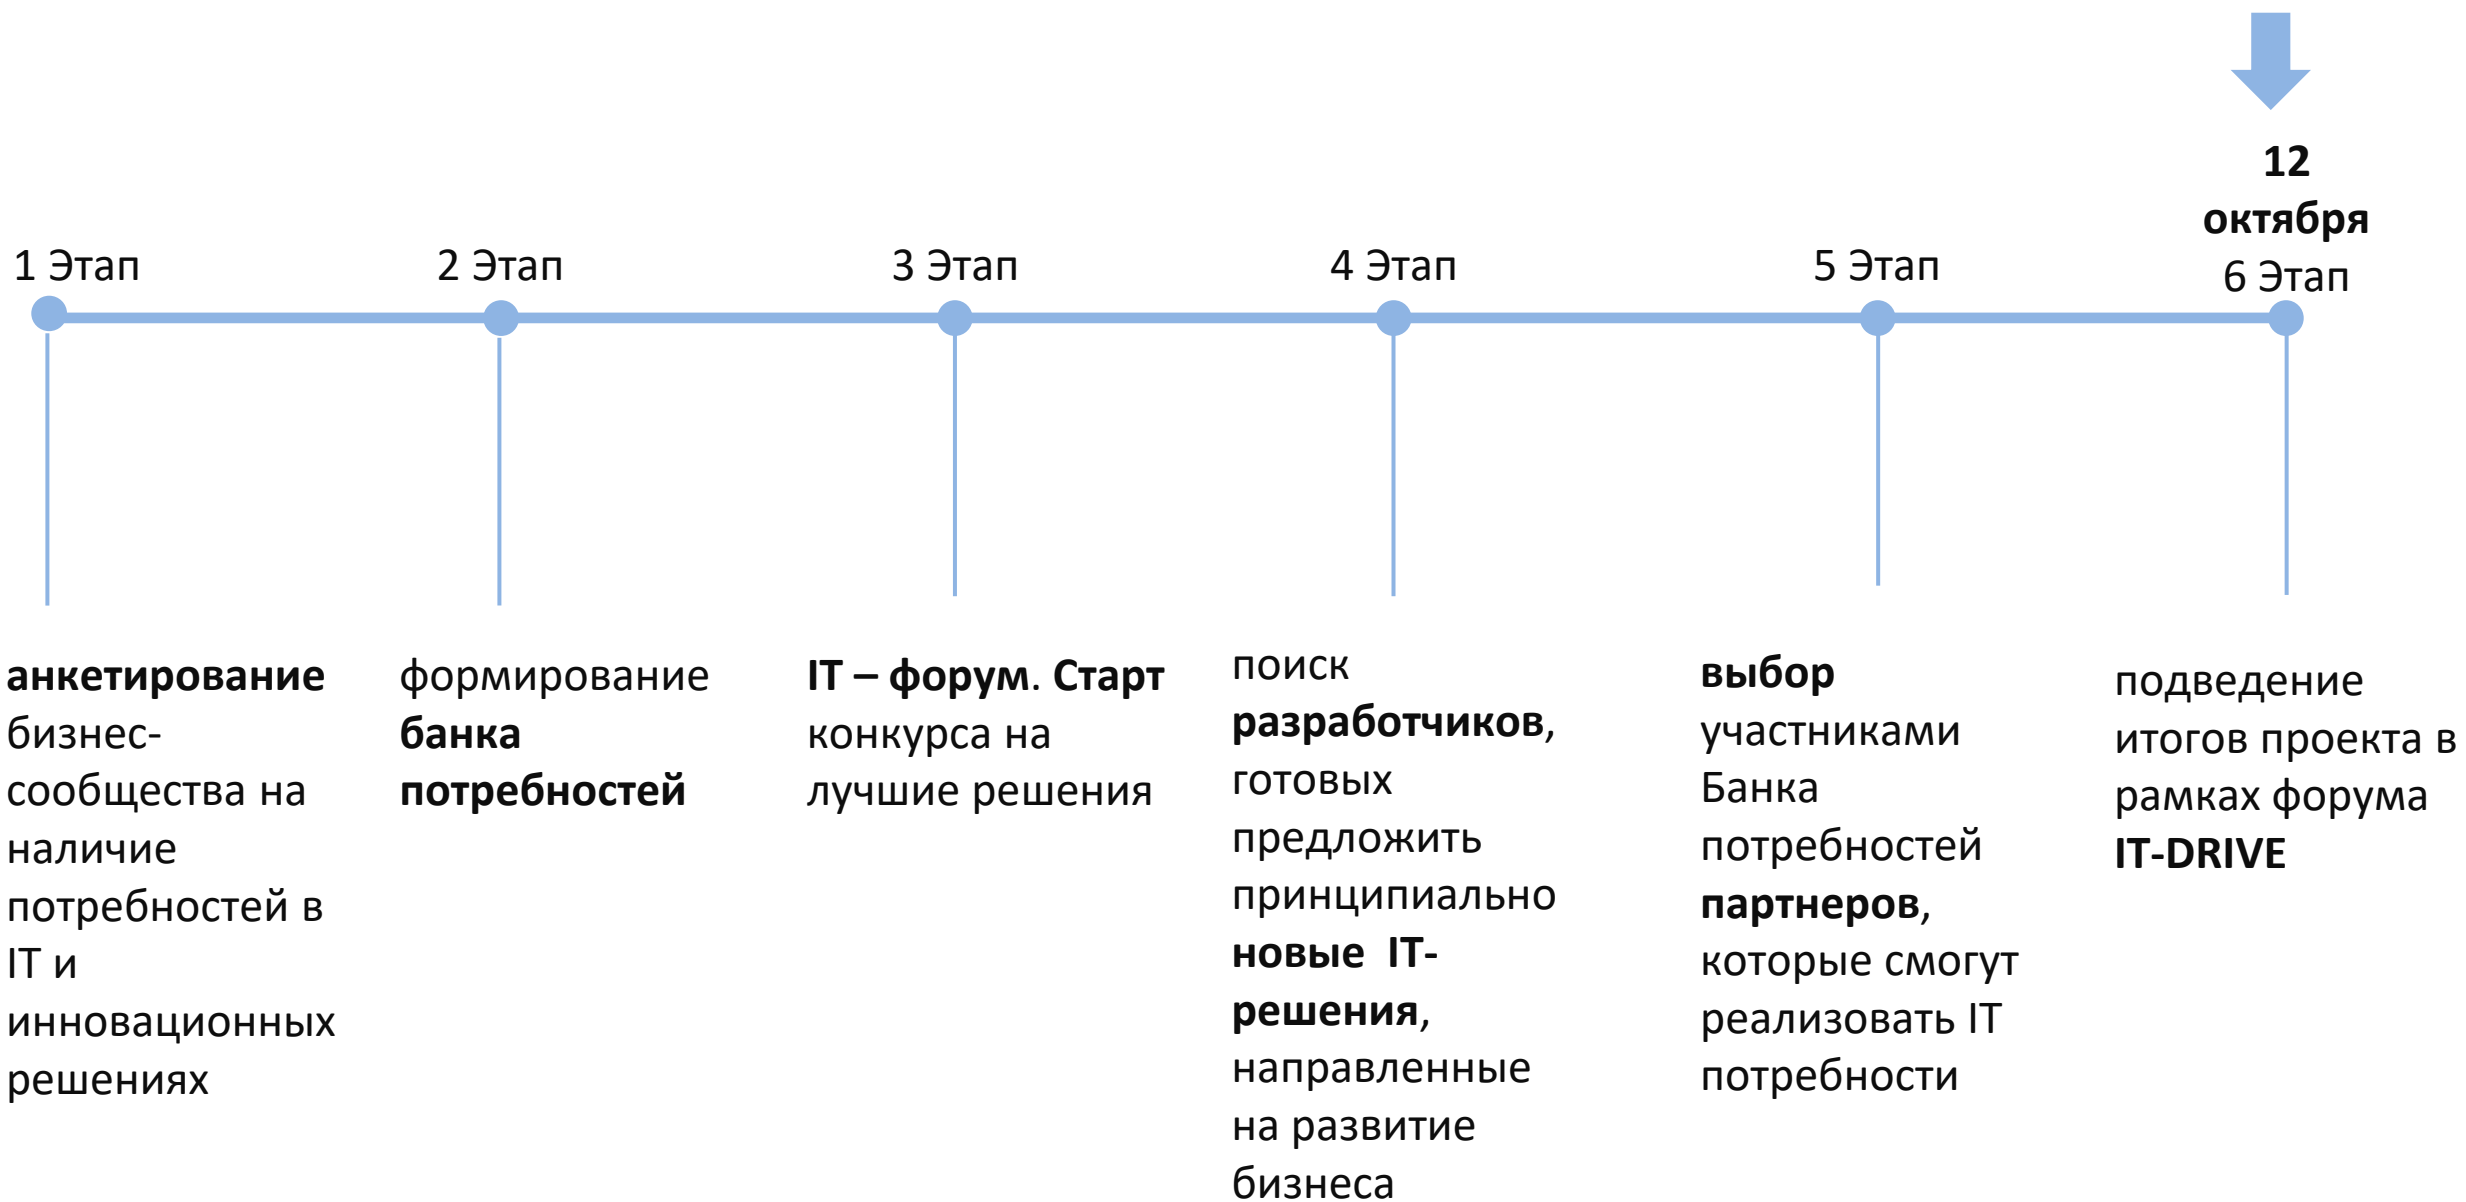 12
октября
1 Этап
2 Этап
3 Этап
4 Этап
5 Этап
6 Этап
анкетирование
бизнес-
сообщества на
наличие
потребностей в
IT и
инновационных
решениях
формирование
банка
потребностей
IT – форум. Старт
конкурса на
лучшие решения
поиск
разработчиков,
готовых
предложить
принципиально
новые  IT-
решения,
направленные
на развитие
бизнеса
выбор
участниками
Банка
потребностей
партнеров,
которые смогут
реализовать IT
потребности
подведение
итогов проекта в
рамках форума
IT-DRIVE